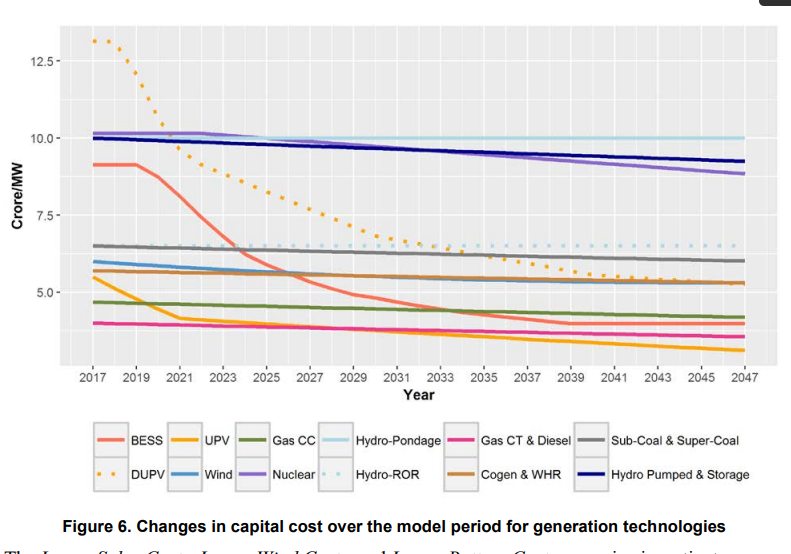 12.5
10.0
7.5
5.0
Crore/MW
2017 2019 2021 2023 2025 2027 2029 2031 2033 2035 2037 2039 2041 2043 2045 2047
Year
BESS UPV Gas CC Hydro-Pondage Gas CT & Diesel Sub-Coal & Super-Coal
DUPV Wind Nuclear Hydro-ROR Cogen & WHR Hydro Pumped & Storage
Figure 6. Changes in capital cost over the model period for generation technologies